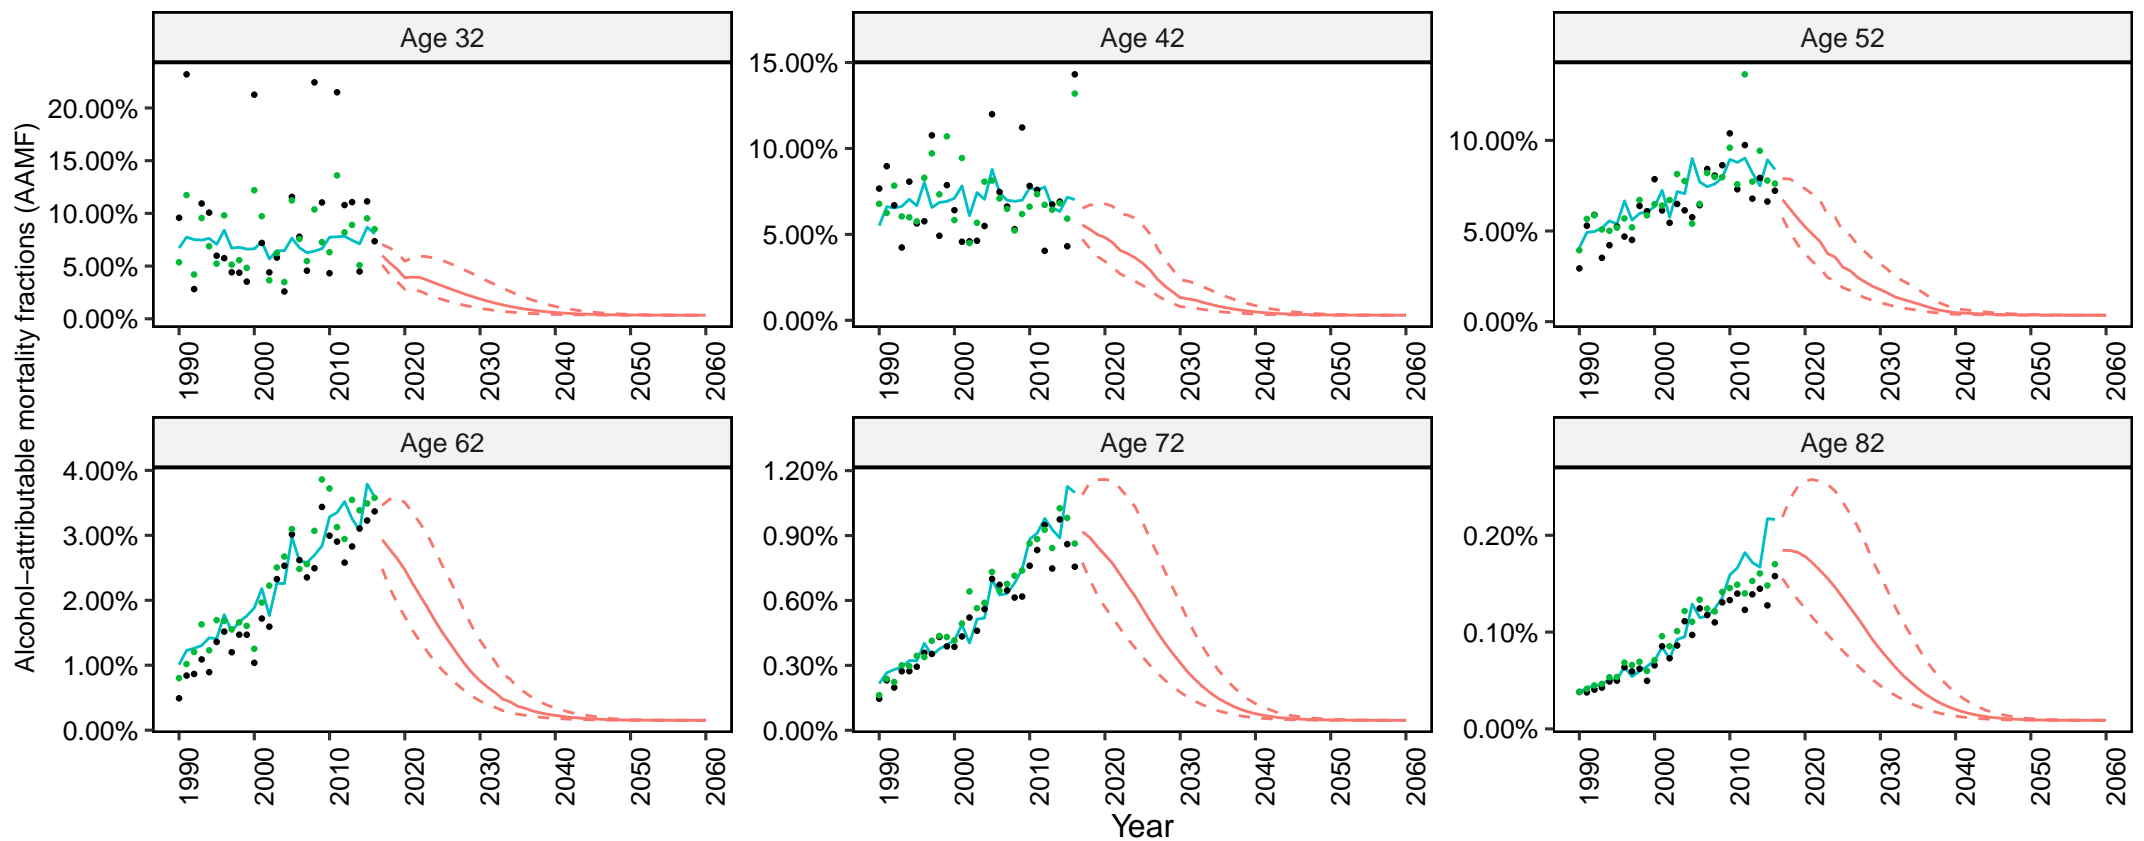 Alcohol−attributable mortality fractions (AAMF)
Age 32
20.00%
15.00%
10.00%
5.00%
0.00%
1990 2000 2010 2020 2030 2040 2050 2060
Age 42
15.00%
10.00%
5.00%
0.00%
1990 2000 2010 2020 2030 2040 2050 2060
Age 52
10.00%
5.00%
0.00%
1990 2000 2010 2020 2030 2040 2050 2060
Age 62
4.00%
3.00%
2.00%
1.00%
0.00%
1990 2000 2010 2020 2030 2040 2050 2060
Age 72
1.20%
0.90%
0.60%
0.30%
0.00%
1990 2000 2010 2020 2030 2040 2050 2060
Age 82
0.20%
0.10%
0.00%
1990 2000 2010 2020 2030 2040 2050 2060
Year